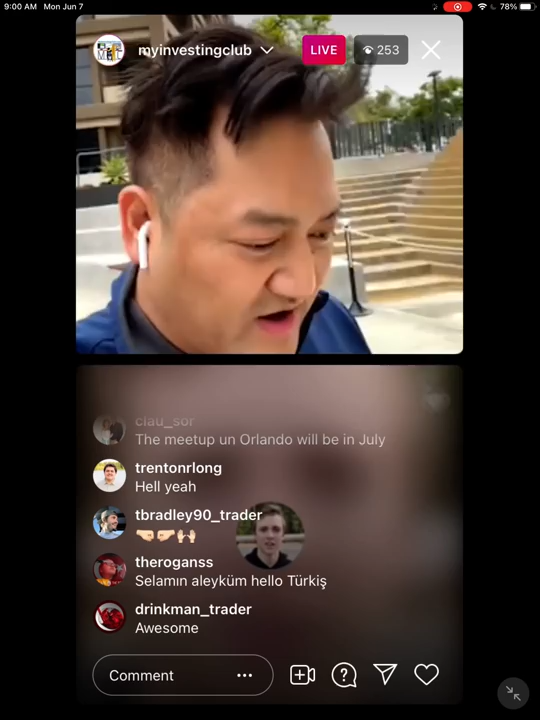 9:00 AM Mon Jun 7
78%
myinvestingclub
LIVE
253
clau_sor
The meetup un Orlando will be in July
trentonrlong
Hell yeah
tbradley90_trader
🤜🏻🤛🏻🙌🏻
theroganss
Selamın aleyküm hello Türkiş
drinkman_trader
Awesome
Comment